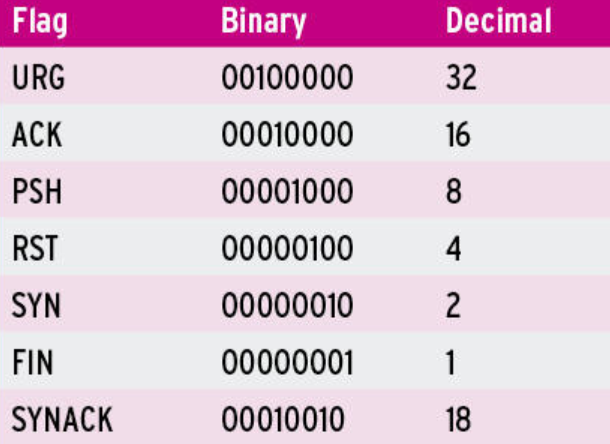 Flag Binary Decimal
URG 00100000 32
ACK 00010000 16
PSH 00001000 8
RST 00000100 4
SYN 00000010 2
FIN 00000001 1
SYNACK 00010010 18